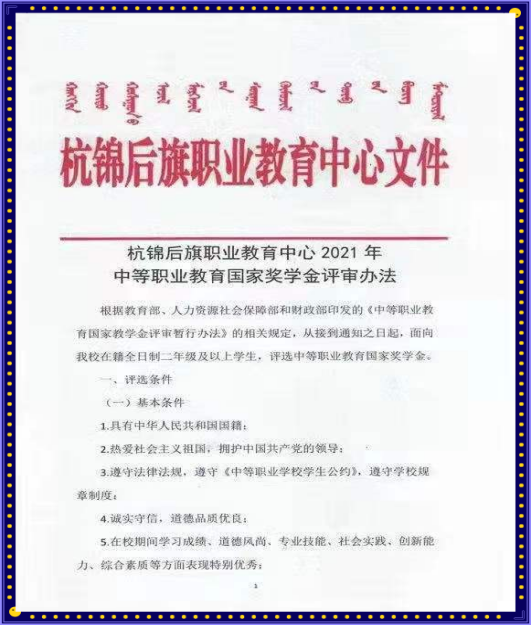 杭锦后旗职业教育中心文件
杭锦后旗职业教育中心 2021 年
中等职业教育国家奖学金评审办法
根据教育部、人力资源社会保障部和财政部印发的《中等职业教
育国家教学金评审暂行办法》的相关规定，从接到通知之日起，面向
我校在籍全日制二年级及以上学生，评选中等职业教育国家奖学金。
一、评选条件
（一）基本条件
1.具有中华人民共和国国籍；
2.热爱社会主义祖国，拥护中国共产党的领导；
3.遵守法律法规，遵守《中等职业学校学生公约》，遵守学校规
章制度；
4.诚实守信，道德品质优良；
5.在校期间学习成绩、道德风尚、专业技能、社会实践、创新能
力、综合素质等方面表现特别优秀；
1